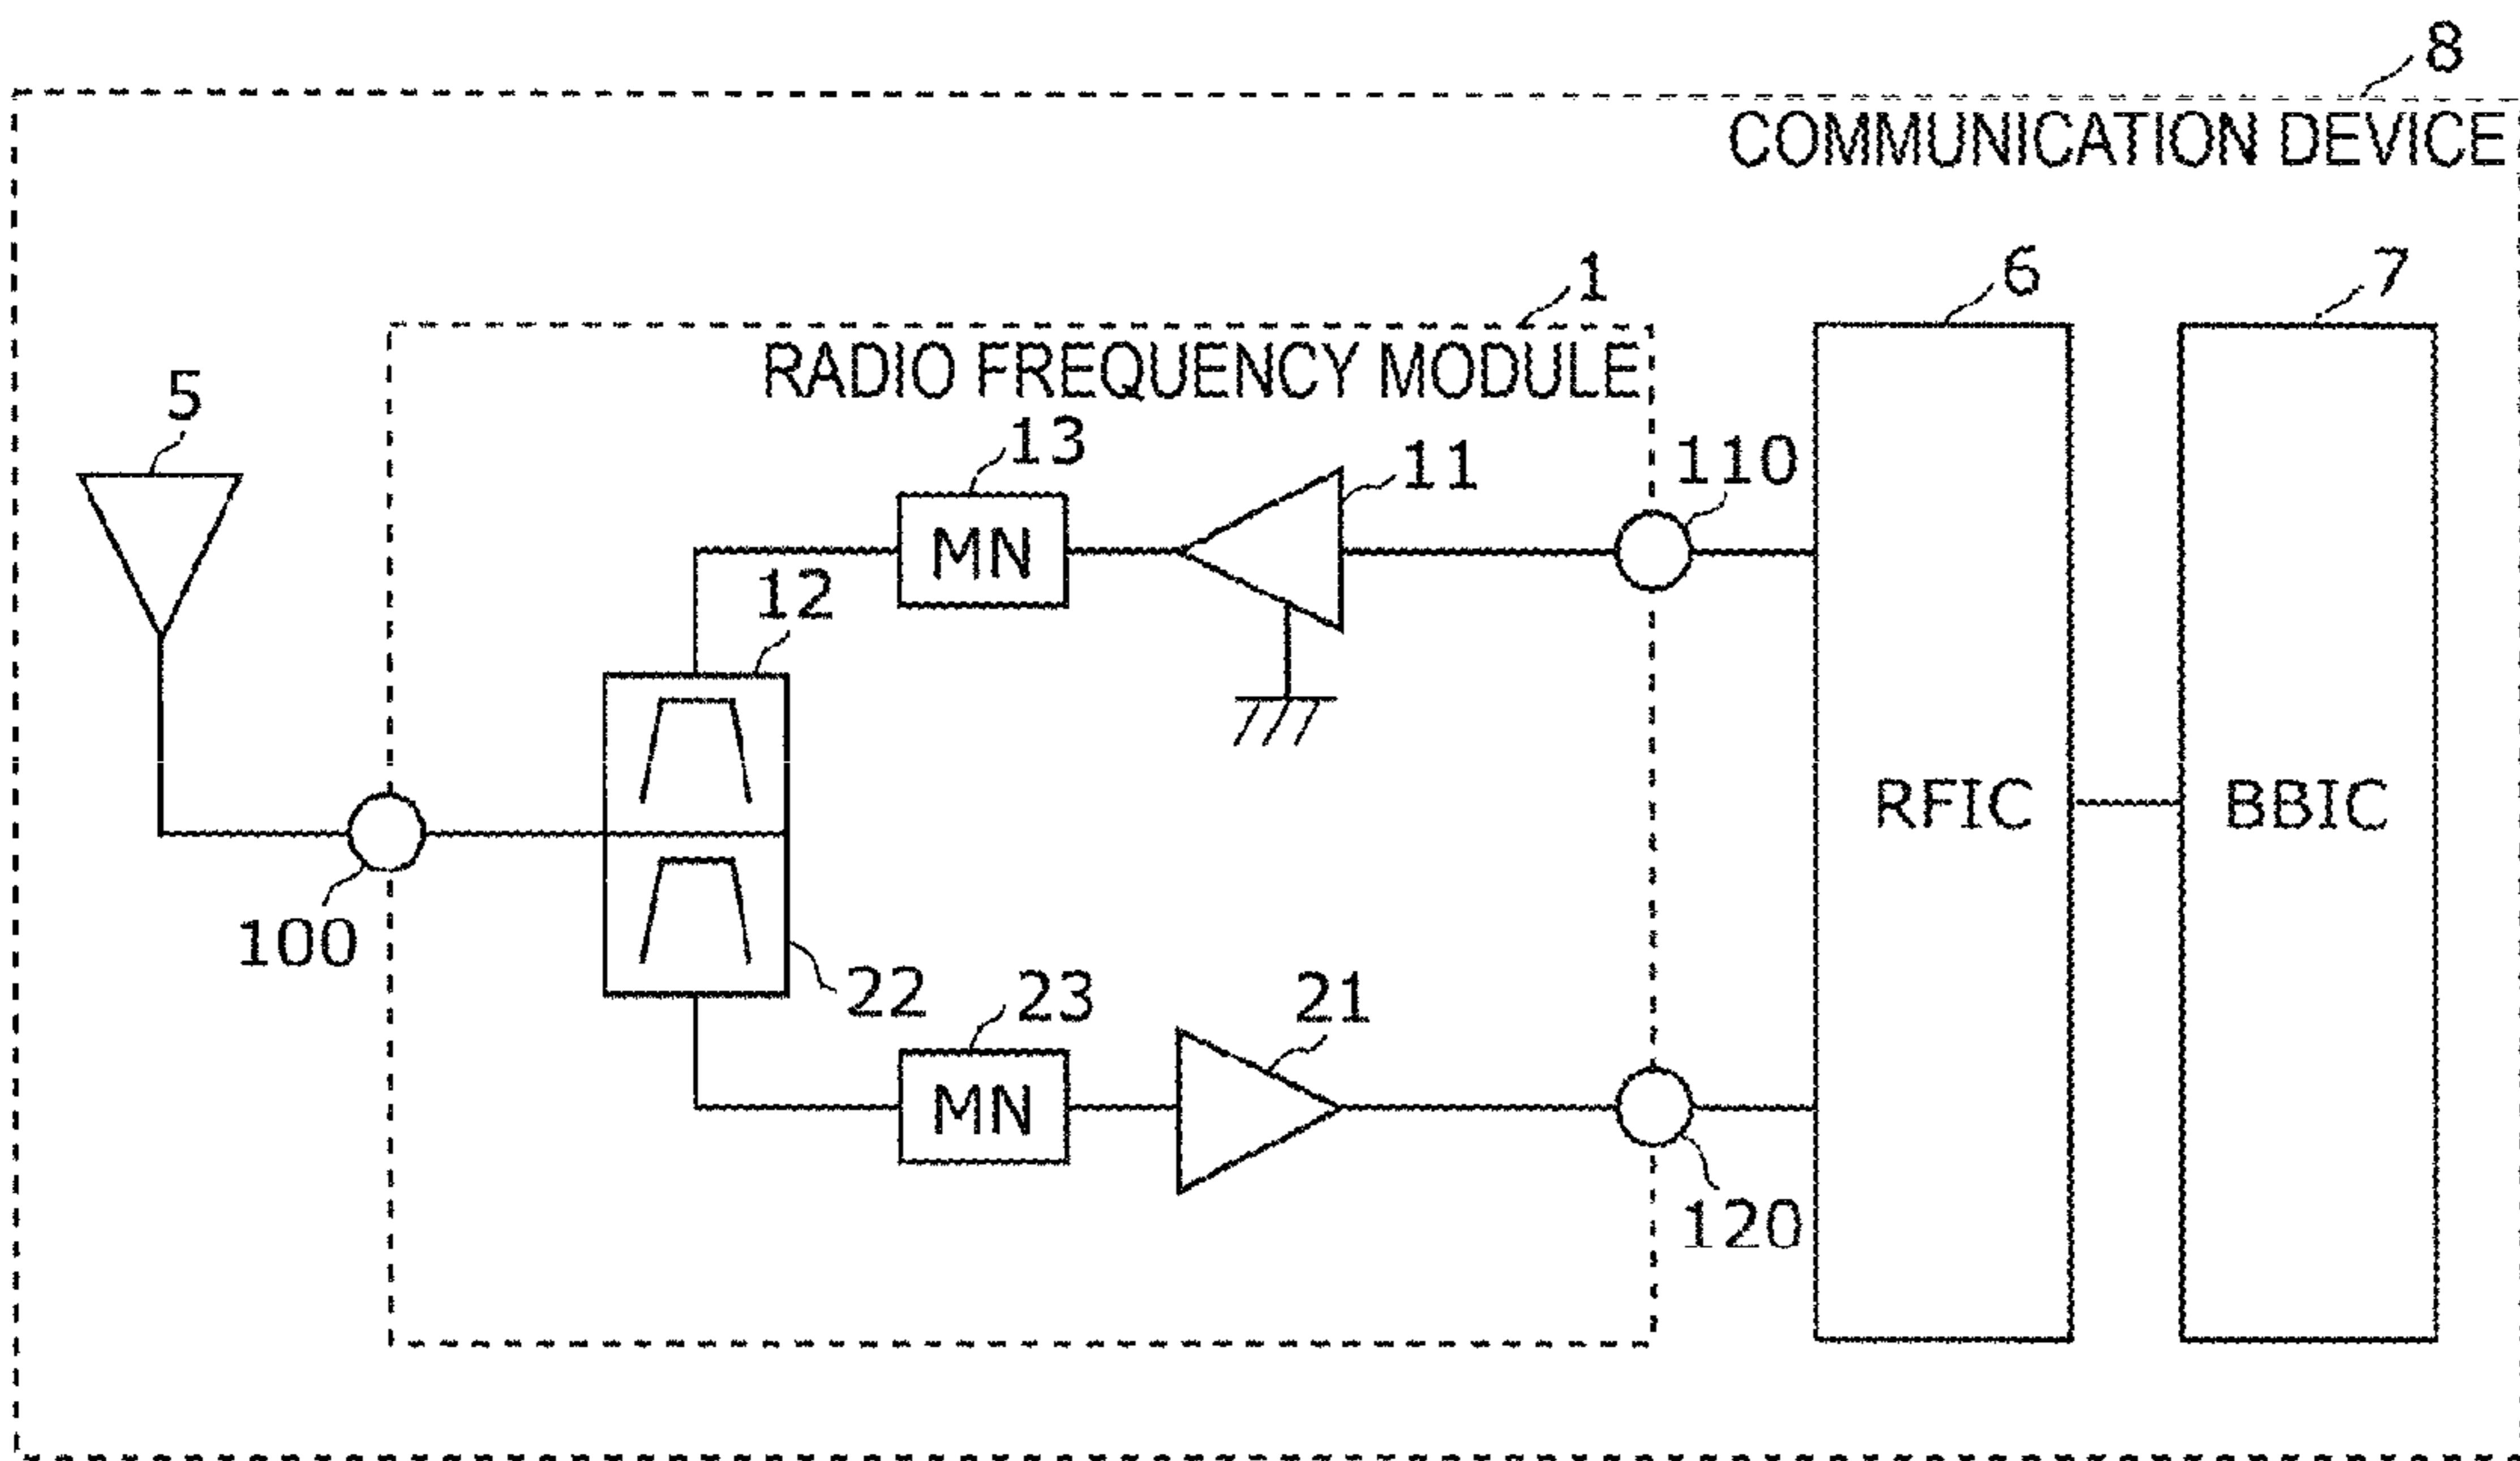 8
COMMUNICATION DEVICE
1
6
7
RADIO FREQUENCY MODULE
5
13
11
110
MN
12
RFIC
BBIC
100
22
23
21
MN
120